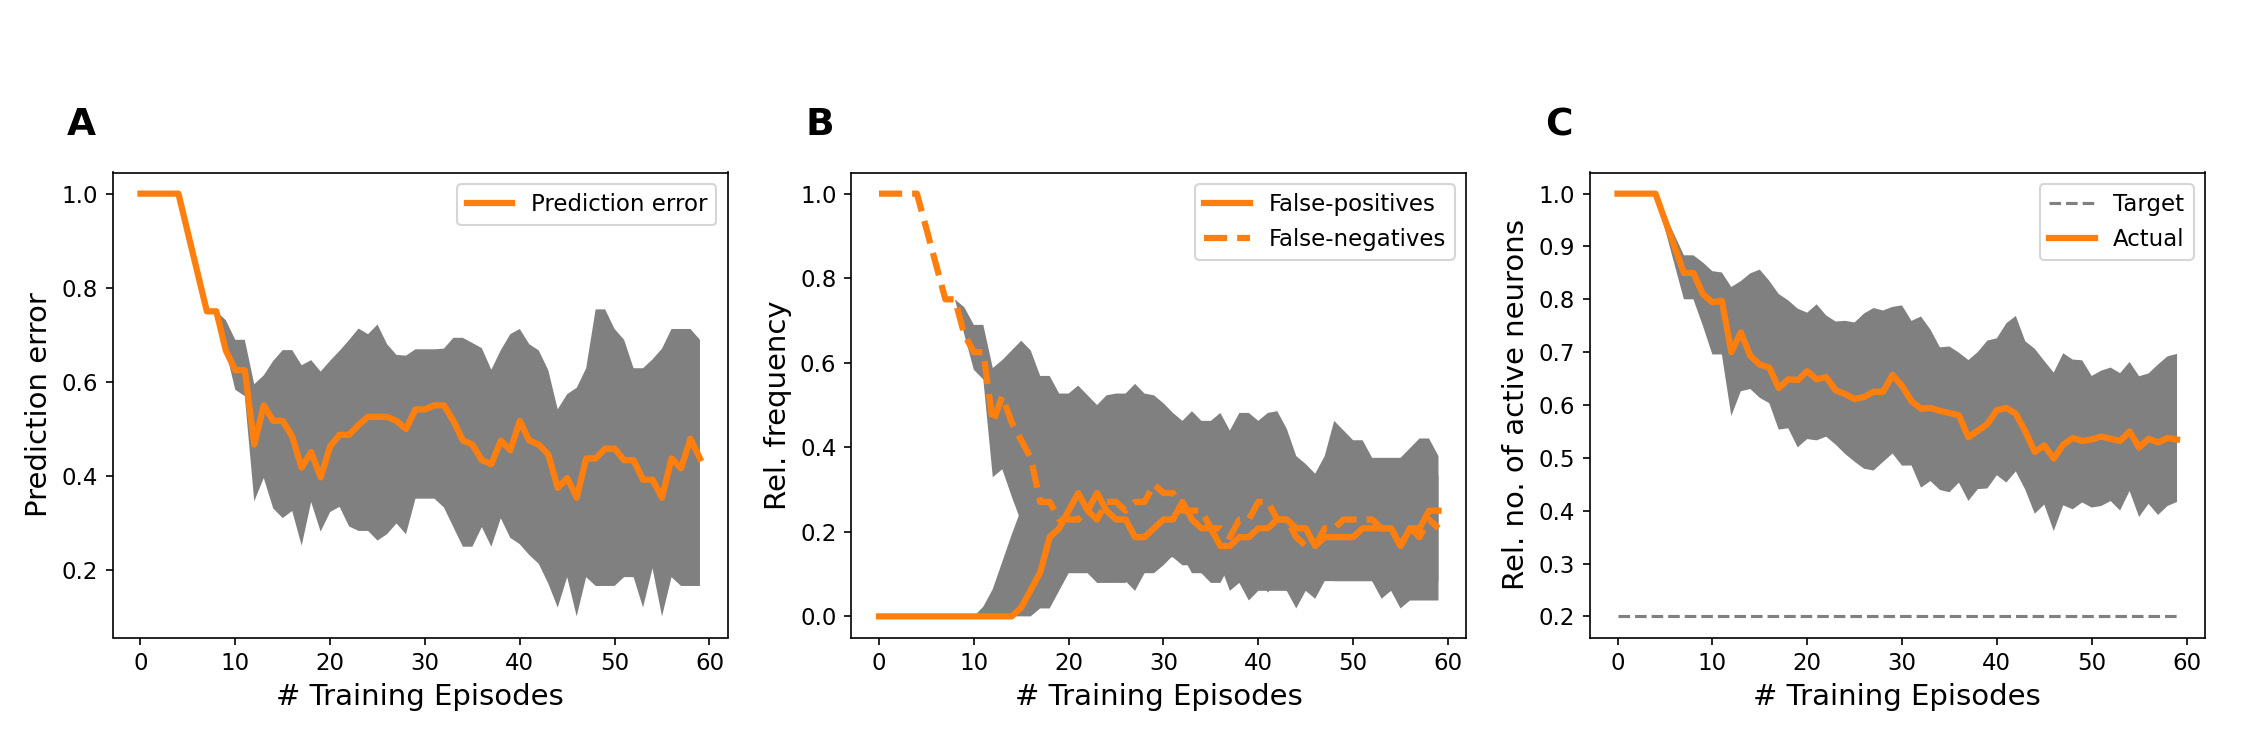 A
Prediction error
1.0
0.8
0.6
0.4
0.2
0 10 20 30 40 50 60
# Training Episodes
Prediction error
B
False-positives
False-negatives
1.0
0.8
0.6
0.4
0.2
0.0
0 10 20 30 40 50 60
# Training Episodes
Rel. frequency
C
Target
Actual
1.0
0.9
0.8
0.7
0.6
0.5
0.4
0.3
0.2
0 10 20 30 40 50 60
# Training Episodes
Rel. no. of active neurons